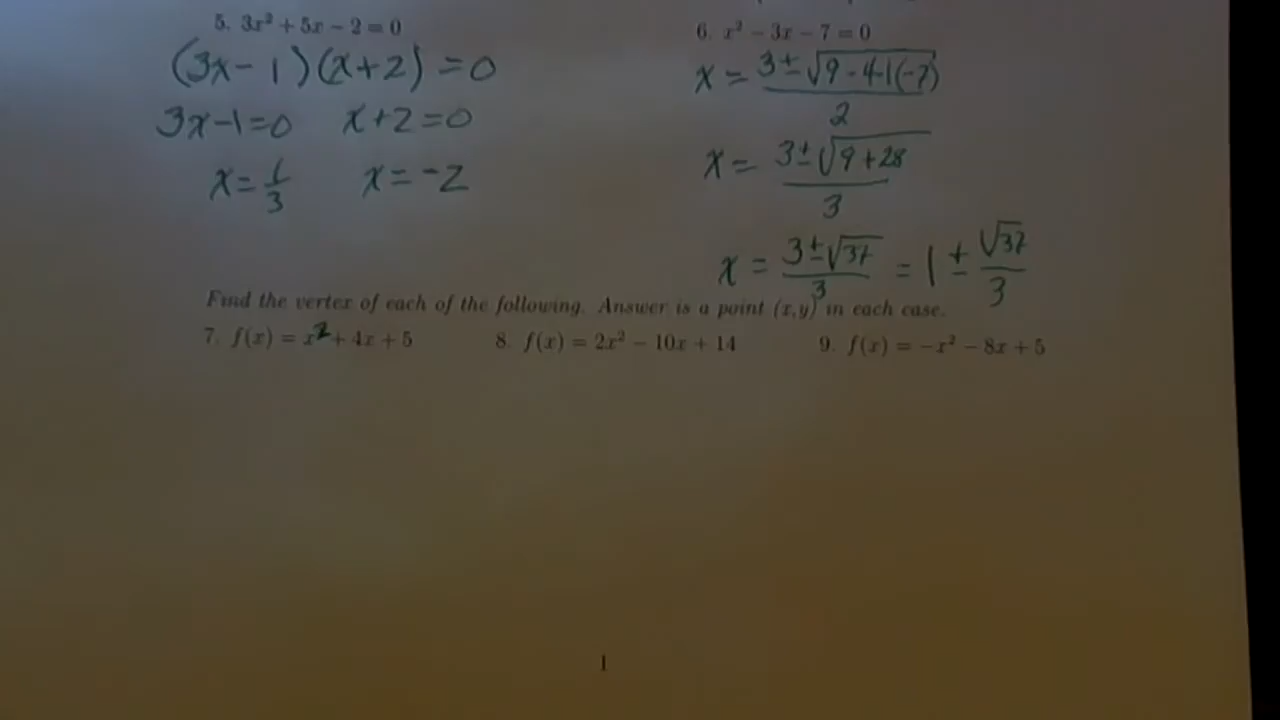 5. 3x² + 5x − 2 = 0
(3x − 1)(x + 2) = 0
3x − 1 = 0 x + 2 = 0
x = 1/3 x = −2
6. x² − 3x − 7 = 0
x = 3 ± √9 − 4·1(−7) / 2
x = 3 ± √9 + 28 / 3
x = 3 ± √37 / 3 = 1 ± √37 / 3
Find the vertex of each of the following. Answer is a point (x,y) in each case.
7. f(x) = x² + 4x + 5 8. f(x) = 2x² − 10x + 14 9. f(x) = −x² − 8x + 5
1